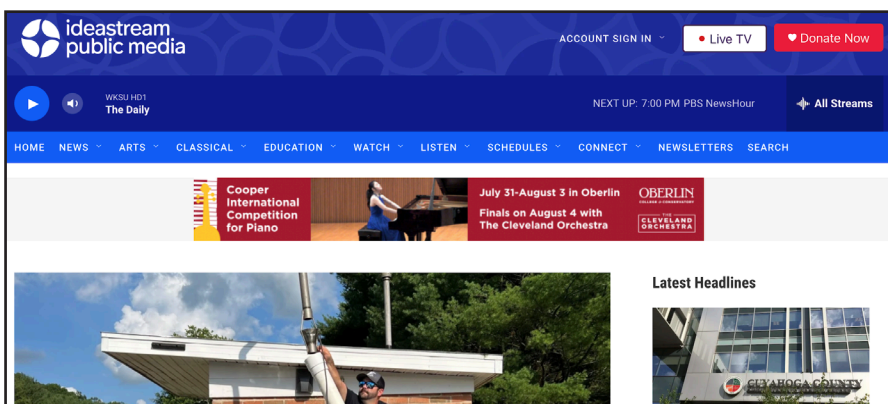 ideastream
public media
ACCOUNT SIGN IN
Live TV
Donate Now
WKSU HD1
The Daily
NEXT UP: 7:00 PM PBS NewsHour
All Streams
HOME NEWS ARTS CLASSICAL EDUCATION WATCH LISTEN SCHEDULES CONNECT NEWSLETTERS SEARCH
Cooper
International
Competition
for Piano
July 31-August 3 in Oberlin
Finals on August 4 with
The Cleveland Orchestra
OBERLIN
COLLEGE & CONSERVATORY
THE
CLEVELAND
ORCHESTRA
Latest Headlines
CUYAHOGA COUNTY